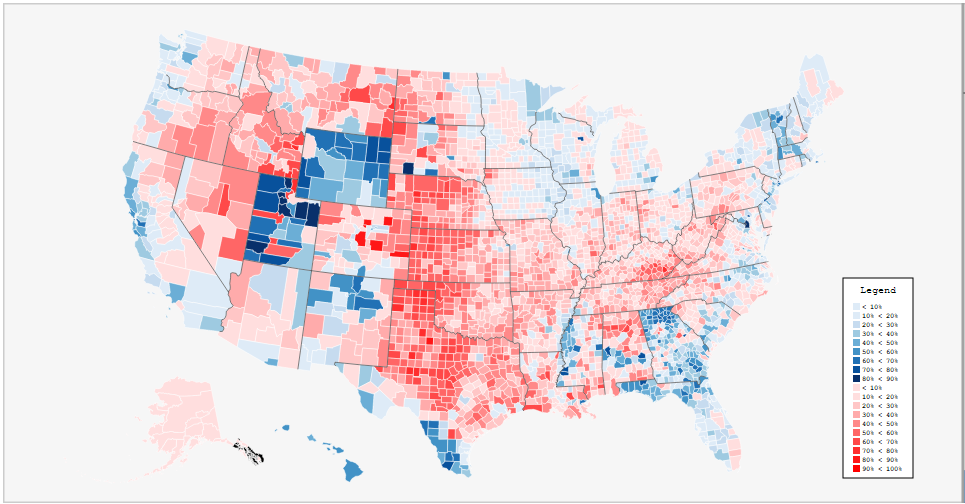 Legend
< 10%
10% < 20%
20% < 30%
30% < 40%
40% < 50%
50% < 60%
60% < 70%
70% < 80%
80% < 90%
< 10%
10% < 20%
20% < 30%
30% < 40%
40% < 50%
50% < 60%
60% < 70%
70% < 80%
80% < 90%
90% < 100%